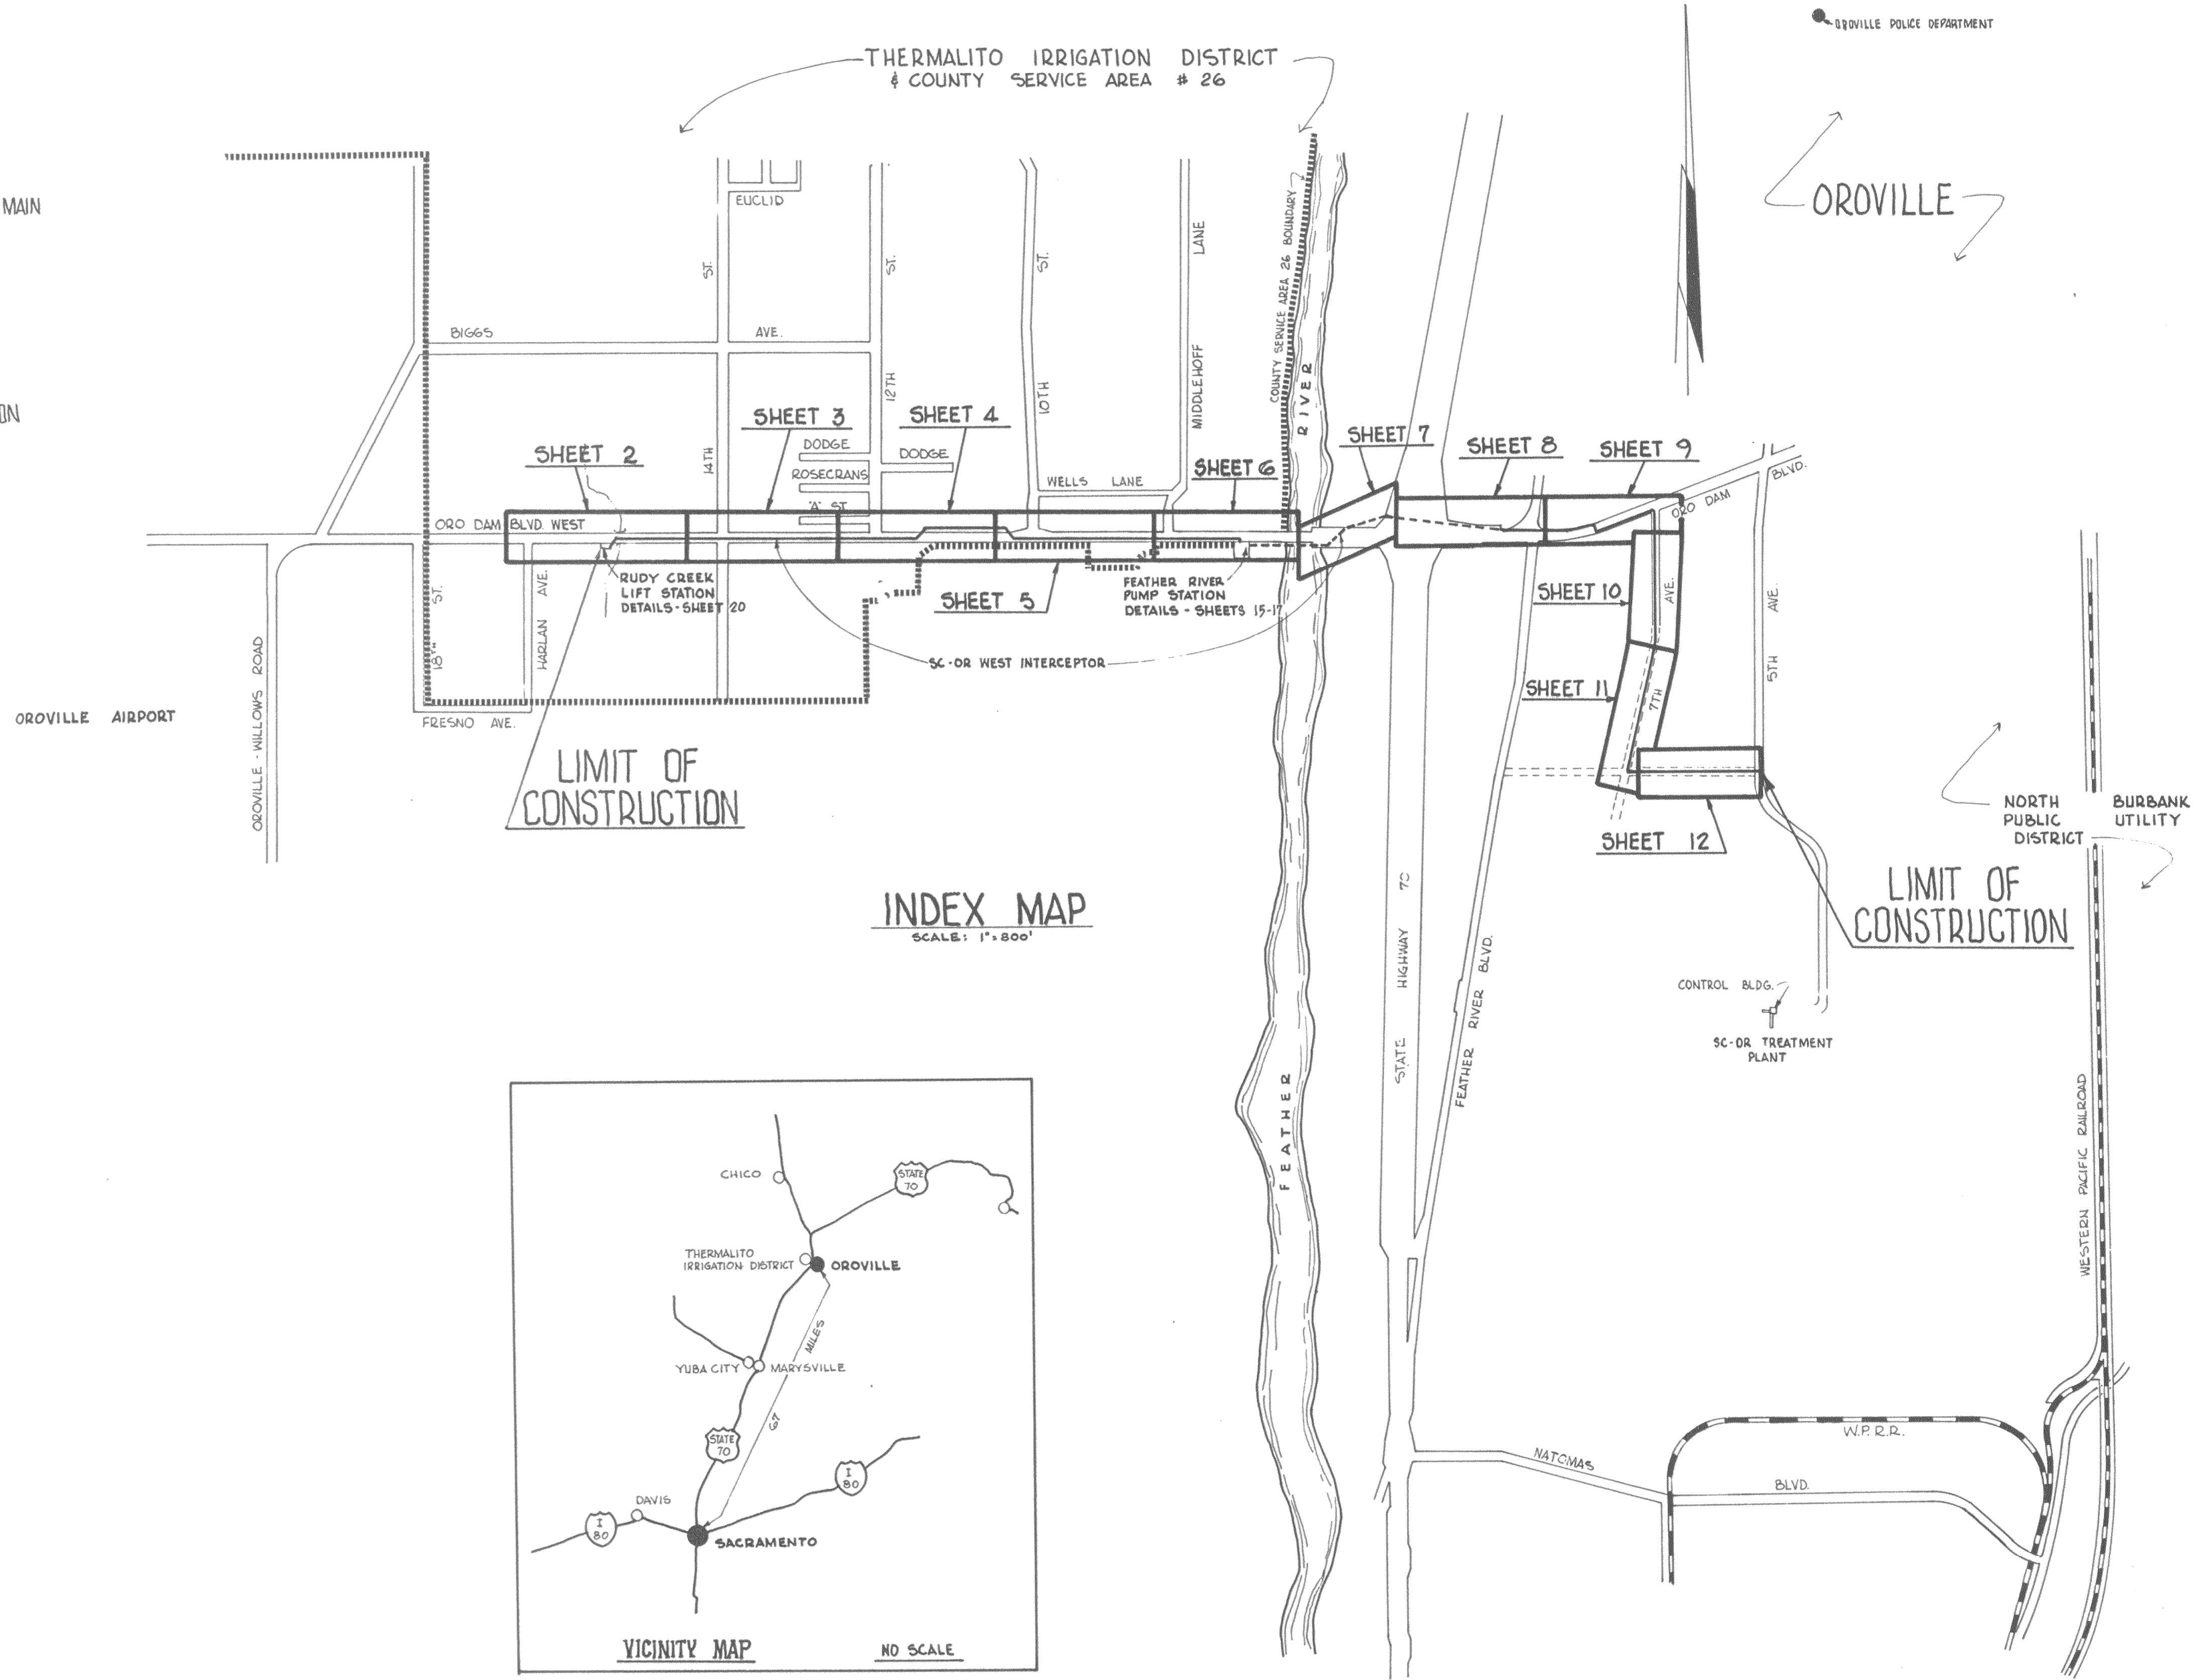 OROVILLE POLICE DEPARTMENT
THERMALITO IRRIGATION DISTRICT
& COUNTY SERVICE AREA # 26
OROVILLE
MAIN
EUCLID
ST.
ST.
ST.
LANE
COUNTY SERVICE AREA 26 BOUNDARY
BIGGS AVE.
12TH
10TH
MIDDLEHOFF
RIVER
ON
SHEET 3
SHEET 4
SHEET 7
SHEET 8
SHEET 9
SHEET 2
14TH
DODGE
DODGE
ROSECRANS
"A" ST.
WELLS LANE
SHEET 6
ORO DAM BLVD.
ORO DAM BLVD. WEST
RUDY CREEK
LIFT STATION
DETAILS - SHEET 20
SHEET 5
FEATHER RIVER
PUMP STATION
DETAILS - SHEETS 15-17
SHEET 10
AVE.
5TH AVE.
18TH ST.
HARLAN AVE.
SC-OR WEST INTERCEPTOR
SHEET 11
7TH
OROVILLE AIRPORT
OROVILLE - WILLOWS ROAD
FRESNO AVE.
LIMIT OF
CONSTRUCTION
SHEET 12
NORTH BURBANK
PUBLIC UTILITY
DISTRICT
LIMIT OF
CONSTRUCTION
INDEX MAP
SCALE: 1"=800'
STATE HIGHWAY 70
FEATHER RIVER BLVD.
CONTROL BLDG.
SC-OR TREATMENT
PLANT
FEATHER
WESTERN PACIFIC RAILROAD
CHICO
STATE
70
THERMALITO
IRRIGATION DISTRICT
OROVILLE
67 MILES
YUBA CITY
MARYSVILLE
STATE
70
I
80
DAVIS
I
80
SACRAMENTO
VICINITY MAP
NO SCALE
W.P.R.R.
NATOMAS BLVD.